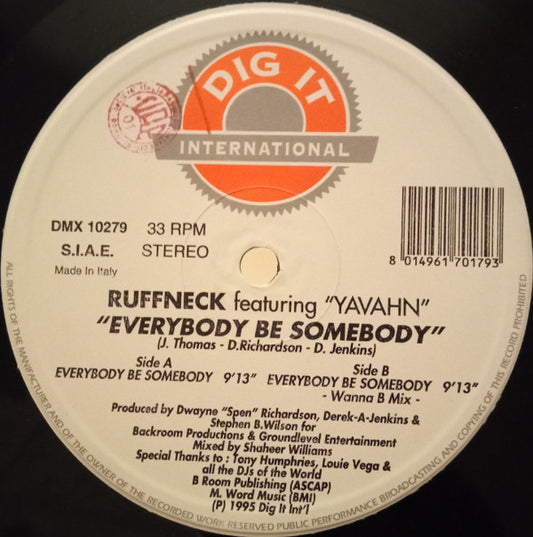 DIG IT
INTERNATIONAL
DMX 10279 33 RPM
S.I.A.E. STEREO
Made in Italy
8 014961 701793
RUFFNECK featuring "YAVAHN"
"EVERYBODY BE SOMEBODY"
(J. Thomas - D.Richardson - D. Jenkins)
Side A
EVERYBODY BE SOMEBODY 9'13"
Side B
EVERYBODY BE SOMEBODY 9'13"
- Wanna B Mix -
Produced by Dwayne "Spen" Richardson, Derek-A-Jenkins &
Stephen B.Wilson for
Backroom Productions & Groundlevel Entertainment
Mixed by Shaheer Williams
Special Thanks to : Tony Humphries, Louie Vega &
all the DJs of the World
B Room Publishing (ASCAP)
M. Word Music (BMI)
(P) 1995 Dig It Int'l
ALL RIGHTS OF THE MANUFACTURER AND OF THE OWNER OF THE RECORDED WORK RESERVED PUBLIC PERFORMANCE BROADCASTING AND COPYING OF THIS RECORD PROHIBITED